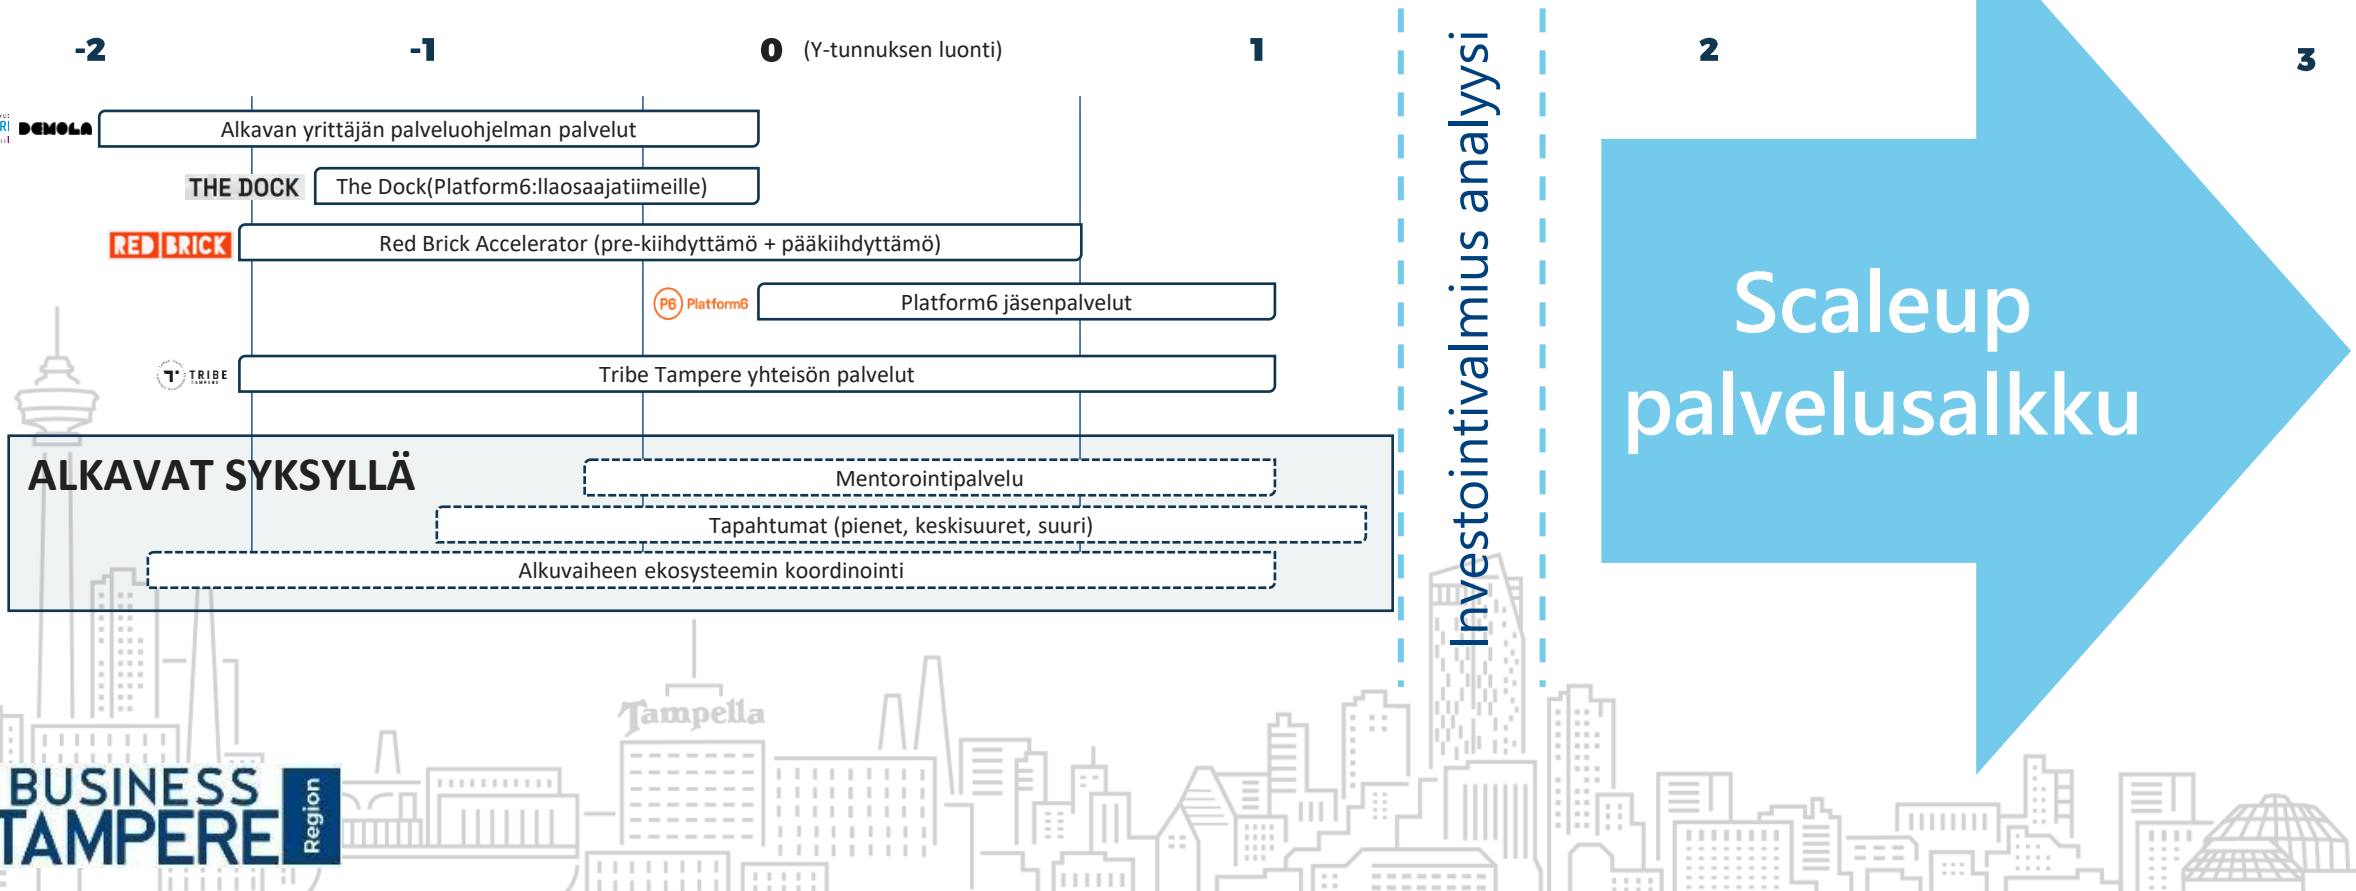 -2
-1
0 (Y-tunnuksen luonti)
1
2
3
DEMOLA
Alkavan yrittäjän palveluohjelman palvelut
THE DOCK
The Dock(Platform6:llaosaajatiimeille)
RED BRICK
Red Brick Accelerator (pre-kiihdyttämö + pääkiihdyttämö)
P6 Platform6
Platform6 jäsenpalvelut
TRIBE
TAMPERE
Tribe Tampere yhteisön palvelut
ALKAVAT SYKSYLLÄ
Mentorointipalvelu
Tapahtumat (pienet, keskisuuret, suuri)
Alkuvaiheen ekosysteemin koordinointi
Investointivalmius analyysi
Scaleup
palvelusalkku
Tampella
BUSINESS
TAMPERE
Region